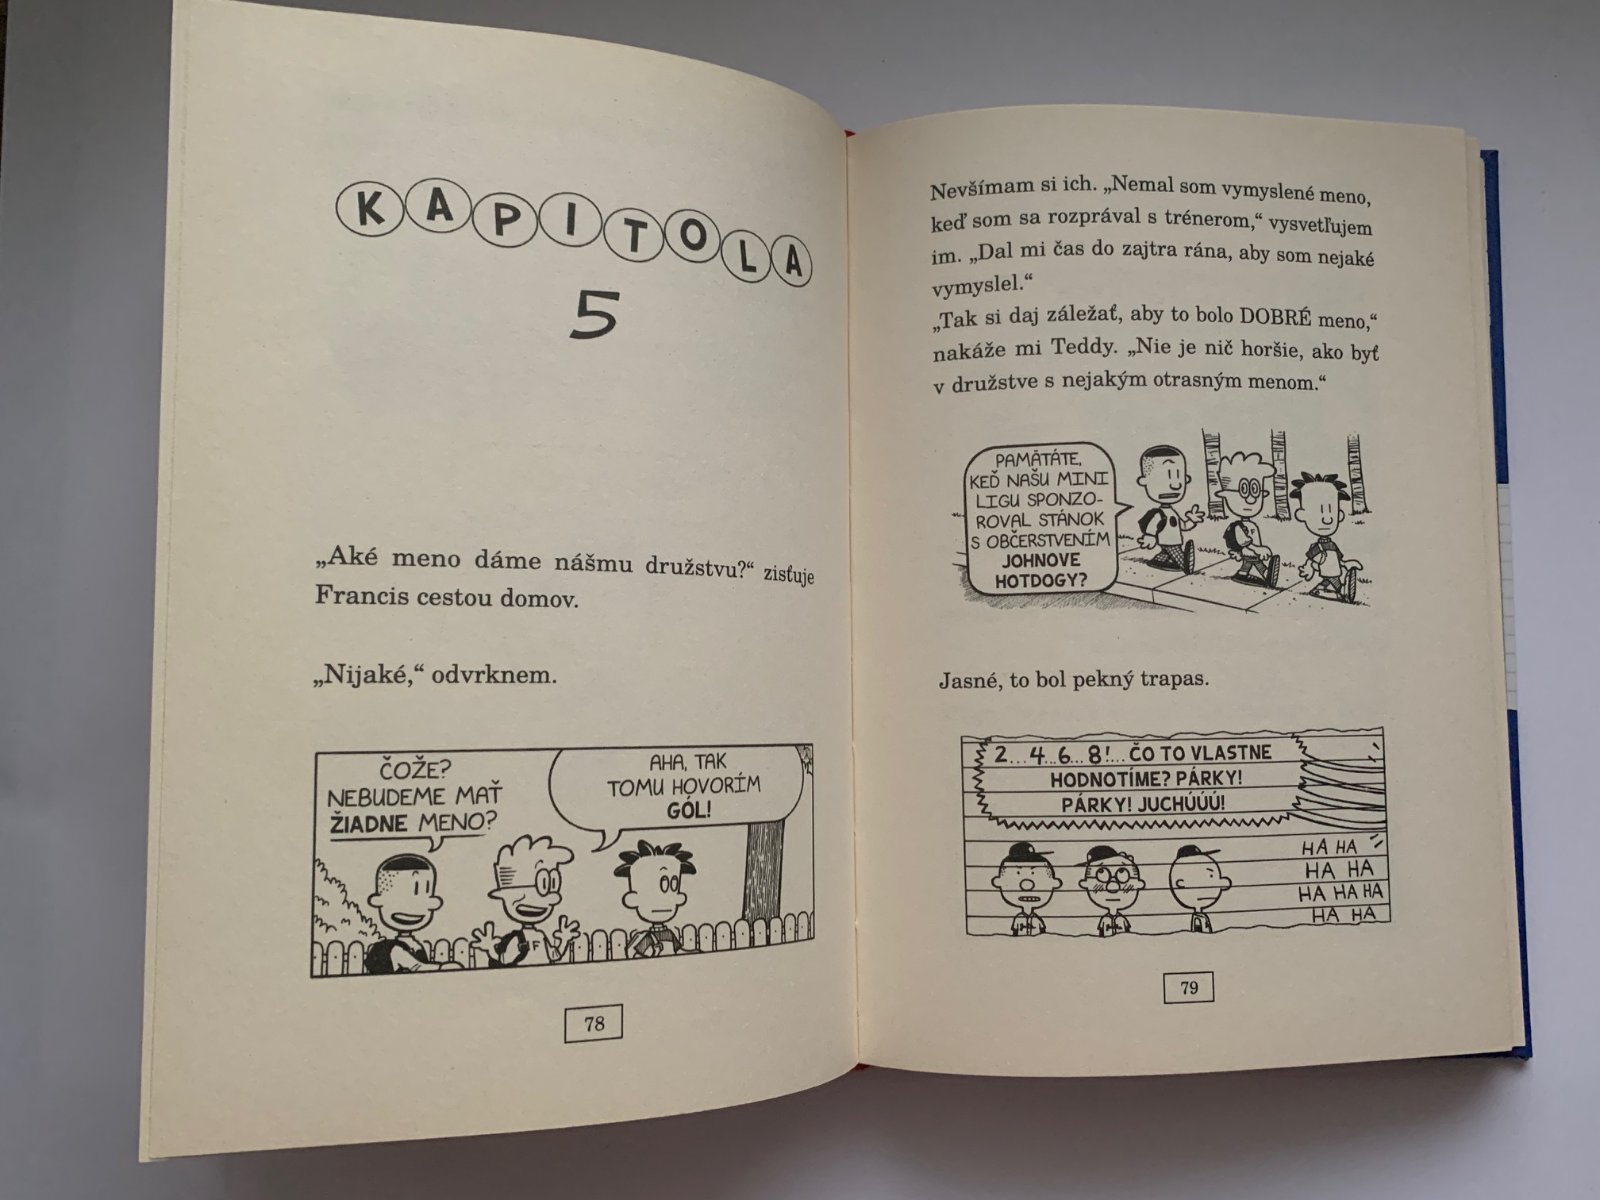 KAPITOLA
5
„Aké meno dáme nášmu družstvu?“ zisťuje
Francis cestou domov.
„Nijaké,“ odvrknem.
ČOŽE?
NEBUDEME MAŤ
ŽIADNE MENO?
AHA, TAK
TOMU HOVORÍM
GÓL!
F
78
Nevšímam si ich. „Nemal som vymyslené meno,
keď som sa rozprával s trénerom,“ vysvetľujem
im. „Dal mi čas do zajtra rána, aby som nejaké
vymyslel.“
„Tak si daj záležať, aby to bolo DOBRÉ meno,“
nakáže mi Teddy. „Nie je nič horšie, ako byť
v družstve s nejakým otrasným menom.“
PAMÄTÁTE,
KEĎ NAŠU MINI
LIGU SPONZO-
ROVAL STÁNOK
S OBČERSTVENÍM
JOHNOVE
HOTDOGY?
Jasné, to bol pekný trapas.
2...4...6...8!...ČO TO VLASTNE
HODNOTÍME? PÁRKY!
PÁRKY! JUCHÚÚÚ!
HA HA
HA HA
HA HA HA
HA HA
79